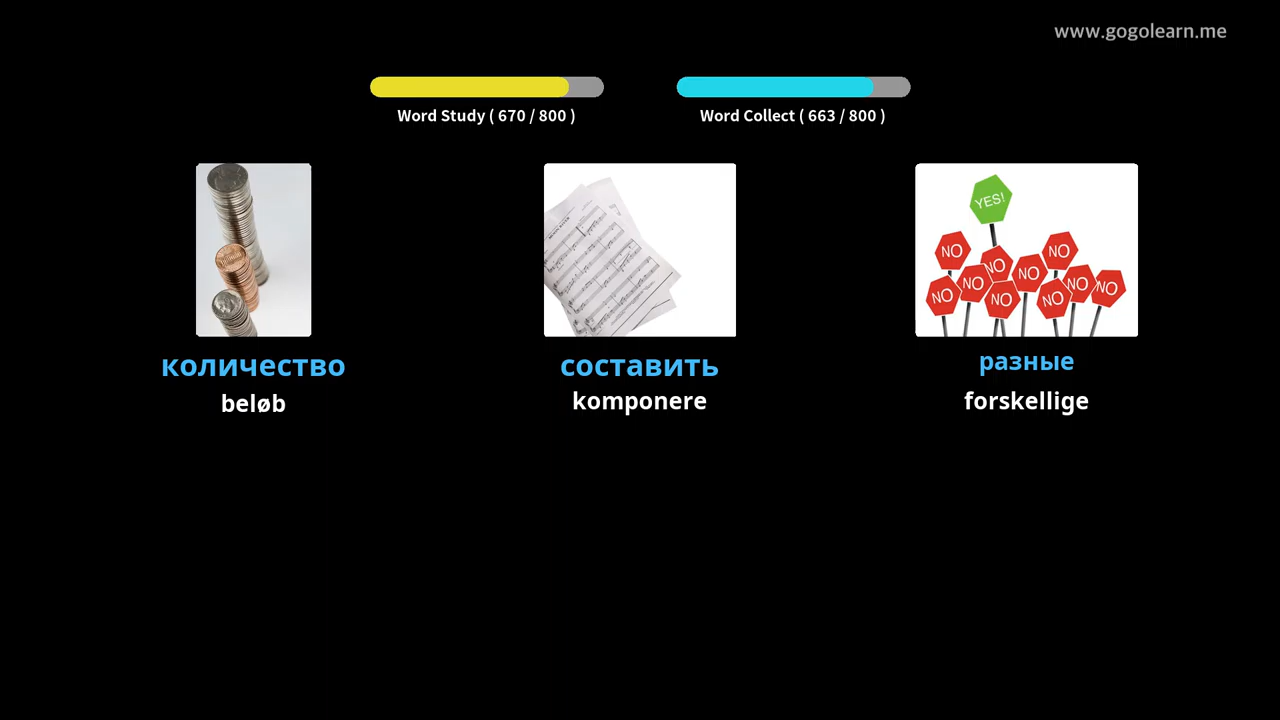 www.gogolearn.me
Word Study ( 670 / 800 )
Word Collect ( 663 / 800 )
YES!
NO
NO
NO
NO
NO
NO
NO
NO
NO
NO
количество
составить
разные
beløb
komponere
forskellige